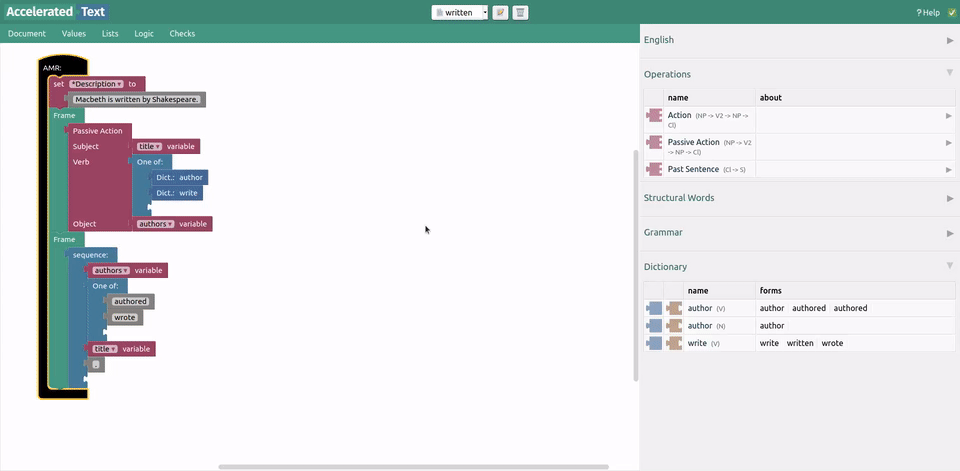 Accelerated Text
written
? Help
Document Values Lists Logic Checks
AMR:
set *Description to
Macbeth is written by Shakespeare.
Frame
Passive Action
Subject title variable
Verb One of:
Dict.: author
Dict.: write
Object authors variable
Frame
sequence:
authors variable
One of:
authored
wrote
title variable
.
English
Operations
name about
Action (NP -> V2 -> NP -> Cl)
Passive Action (NP -> V2 -> NP -> Cl)
Past Sentence (Cl -> S)
Structural Words
Grammar
Dictionary
name forms
author (V) author authored authored
author (N) author
write (V) write written wrote